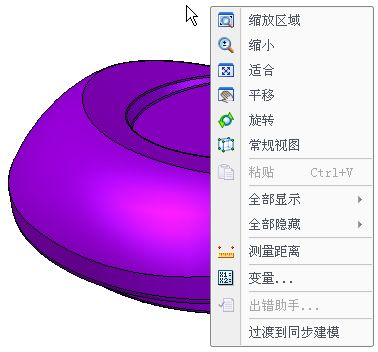 缩放区域
缩小
适合
平移
旋转
常规视图
粘贴 Ctrl+V
全部显示
全部隐藏
测量距离
变量...
出错助手...
过渡到同步建模